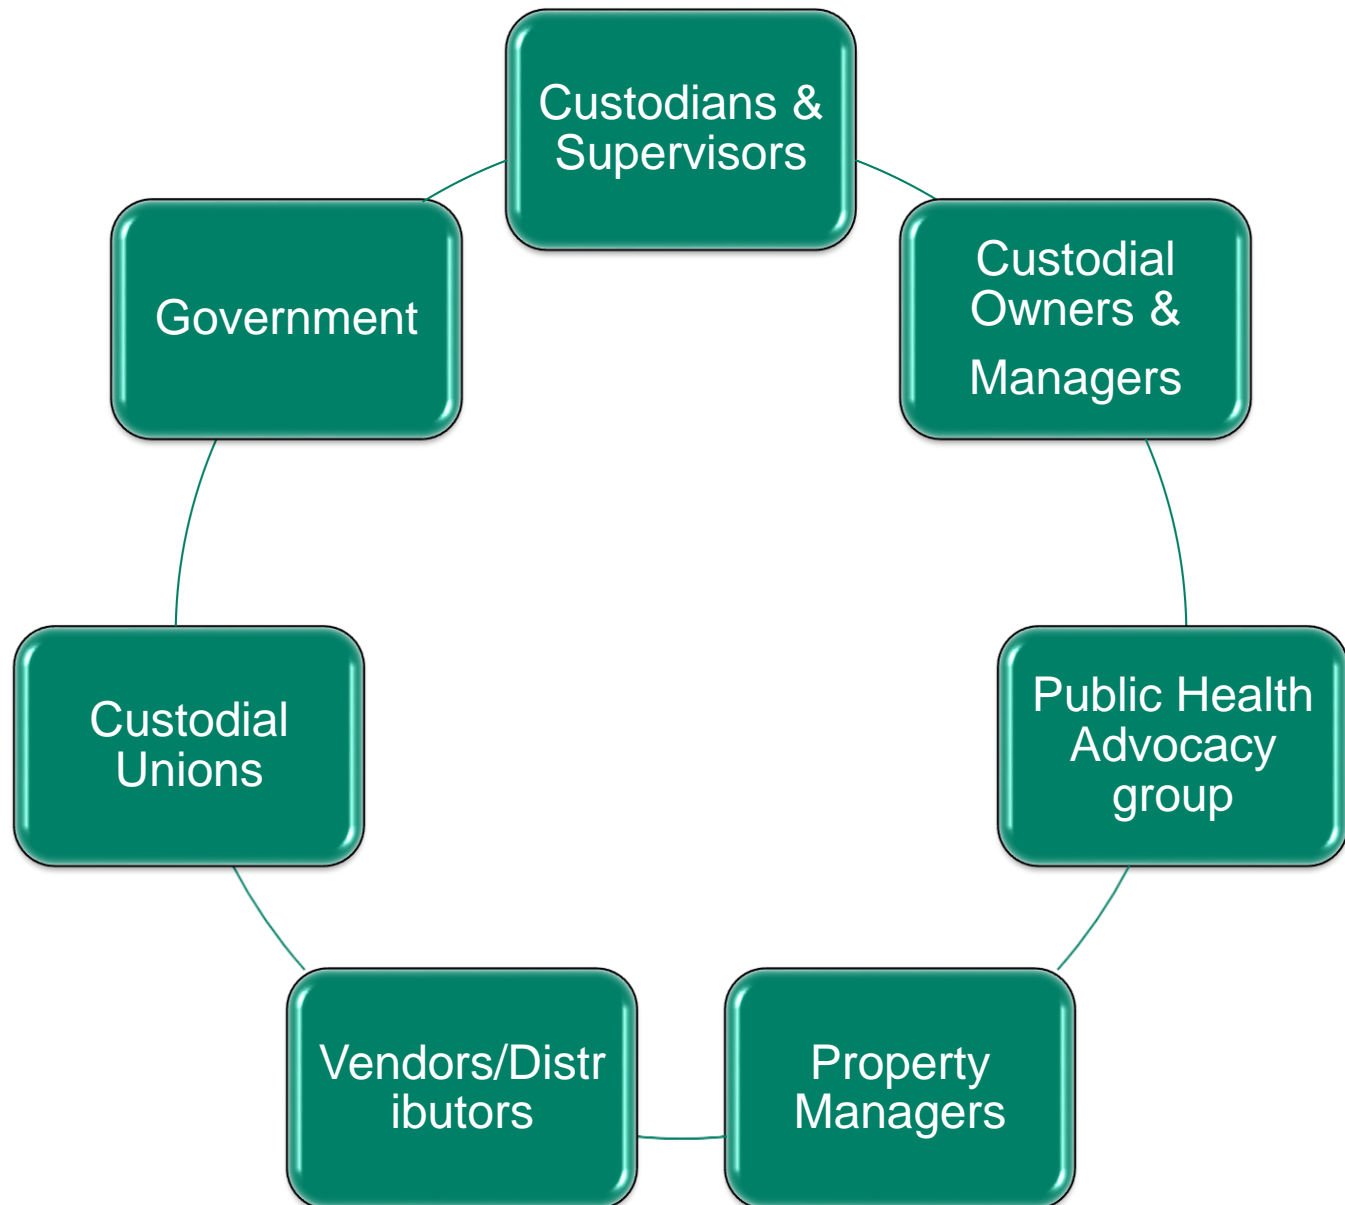 Custodians &
Supervisors
Custodial
Owners &
Managers
Public Health
Advocacy
group
Property
Managers
Vendors/Distr
ibutors
Custodial
Unions
Government